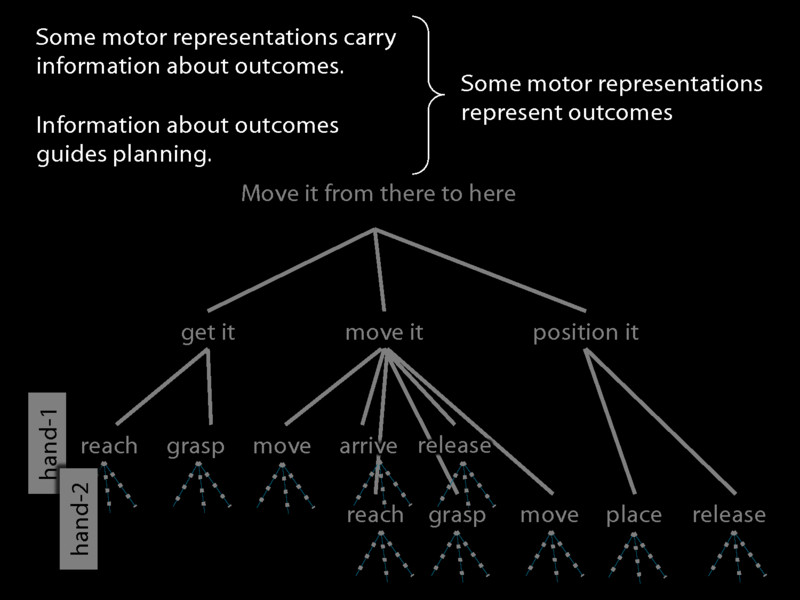 Some motor representations carry
information about outcomes.
Information about outcomes
guides planning.
Some motor representations
represent outcomes
Move it from there to here
get it
move it
position it
hand-1
reach
grasp
move
arrive
release
hand-2
reach
grasp
move
place
release